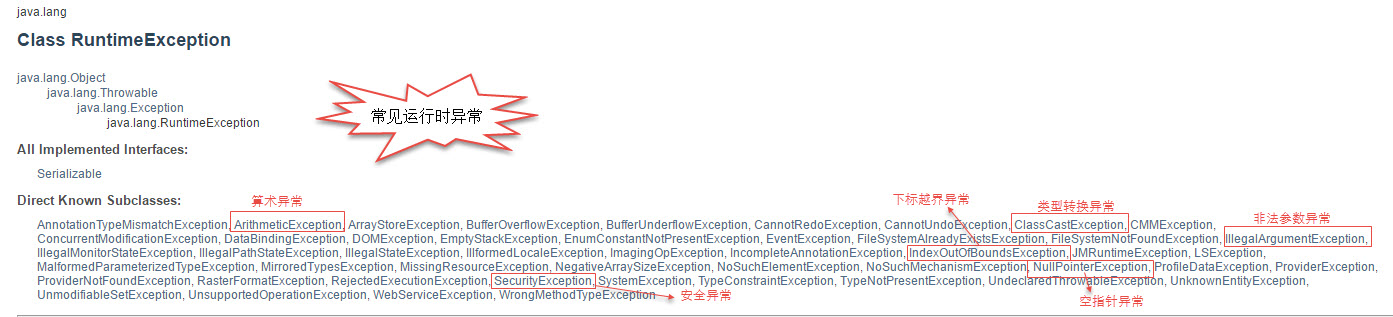 java.lang
Class RuntimeException
java.lang.Object
java.lang.Throwable
java.lang.Exception
java.lang.RuntimeException
常见运行时异常
All Implemented Interfaces:
Serializable
Direct Known Subclasses:
算术异常
下标越界异常
类型转换异常
非法参数异常
AnnotationTypeMismatchException, ArithmeticException, ArrayStoreException, BufferOverflowException, BufferUnderflowException, CannotRedoException, CannotUndoException, ClassCastException, CMMException,
ConcurrentModificationException, DataBindingException, DOMException, EmptyStackException, EnumConstantNotPresentException, EventException, FileSystemAlreadyExistsException, FileSystemNotFoundException, IllegalArgumentException,
IllegalMonitorStateException, IllegalPathStateException, IllegalStateException, IllformedLocaleException, ImagingOpException, IncompleteAnnotationException, IndexOutOfBoundsException, JMRuntimeException, LSException,
MalformedParameterizedTypeException, MirroredTypesException, MissingResourceException, NegativeArraySizeException, NoSuchElementException, NoSuchMechanismException, NullPointerException, ProfileDataException, ProviderException,
ProviderNotFoundException, RasterFormatException, RejectedExecutionException, SecurityException, SystemException, TypeConstraintException, TypeNotPresentException, UndeclaredThrowableException, UnknownEntityException,
UnmodifiableSetException, UnsupportedOperationException, WebServiceException, WrongMethodTypeException
安全异常
空指针异常